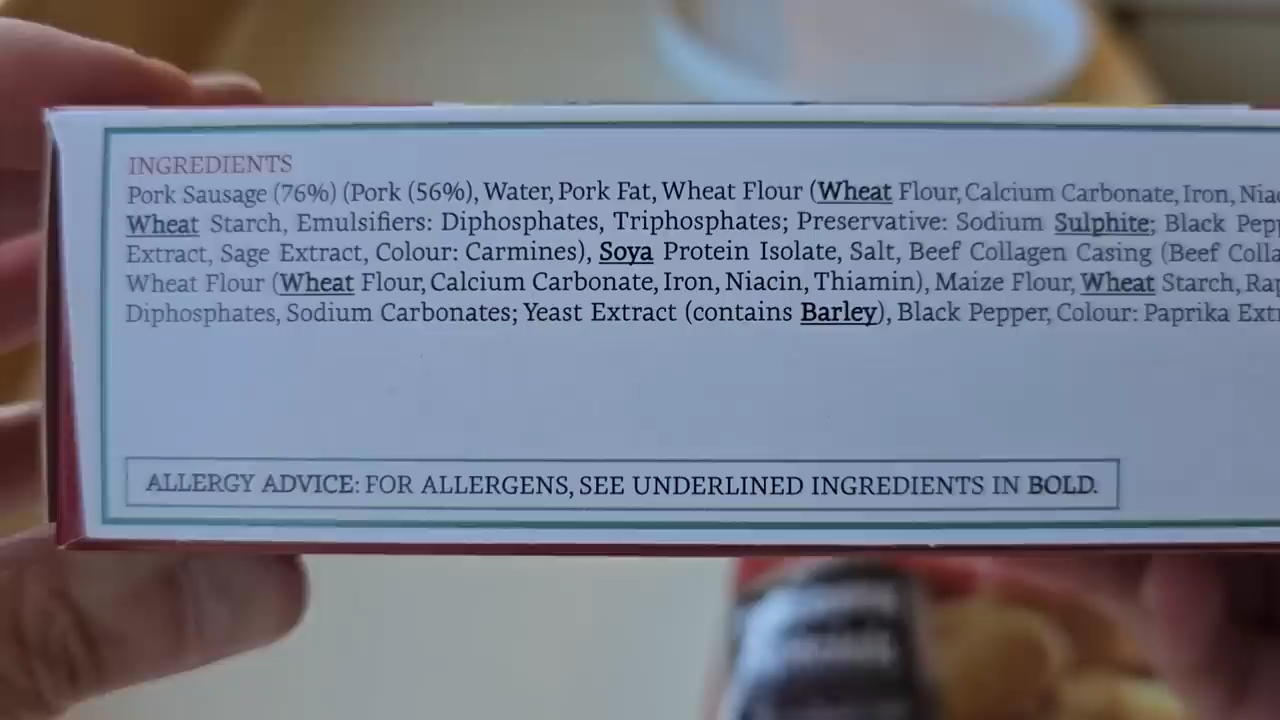 INGREDIENTS
Pork Sausage (76%) (Pork (56%), Water, Pork Fat, Wheat Flour (Wheat Flour, Calcium Carbonate, Iron,
Wheat Starch, Emulsifiers: Diphosphates, Triphosphates; Preservative: Sodium Sulphite; Black
Extract, Sage Extract, Colour: Carmines), Soya Protein Isolate, Salt, Beef Collagen Casing (Beef
Wheat Flour (Wheat Flour, Calcium Carbonate, Iron, Niacin, Thiamin), Maize Flour, Wheat Starch,
Diphosphates, Sodium Carbonates; Yeast Extract (contains Barley), Black Pepper, Colour: Paprika
ALLERGY ADVICE: FOR ALLERGENS, SEE UNDERLINED INGREDIENTS IN BOLD.